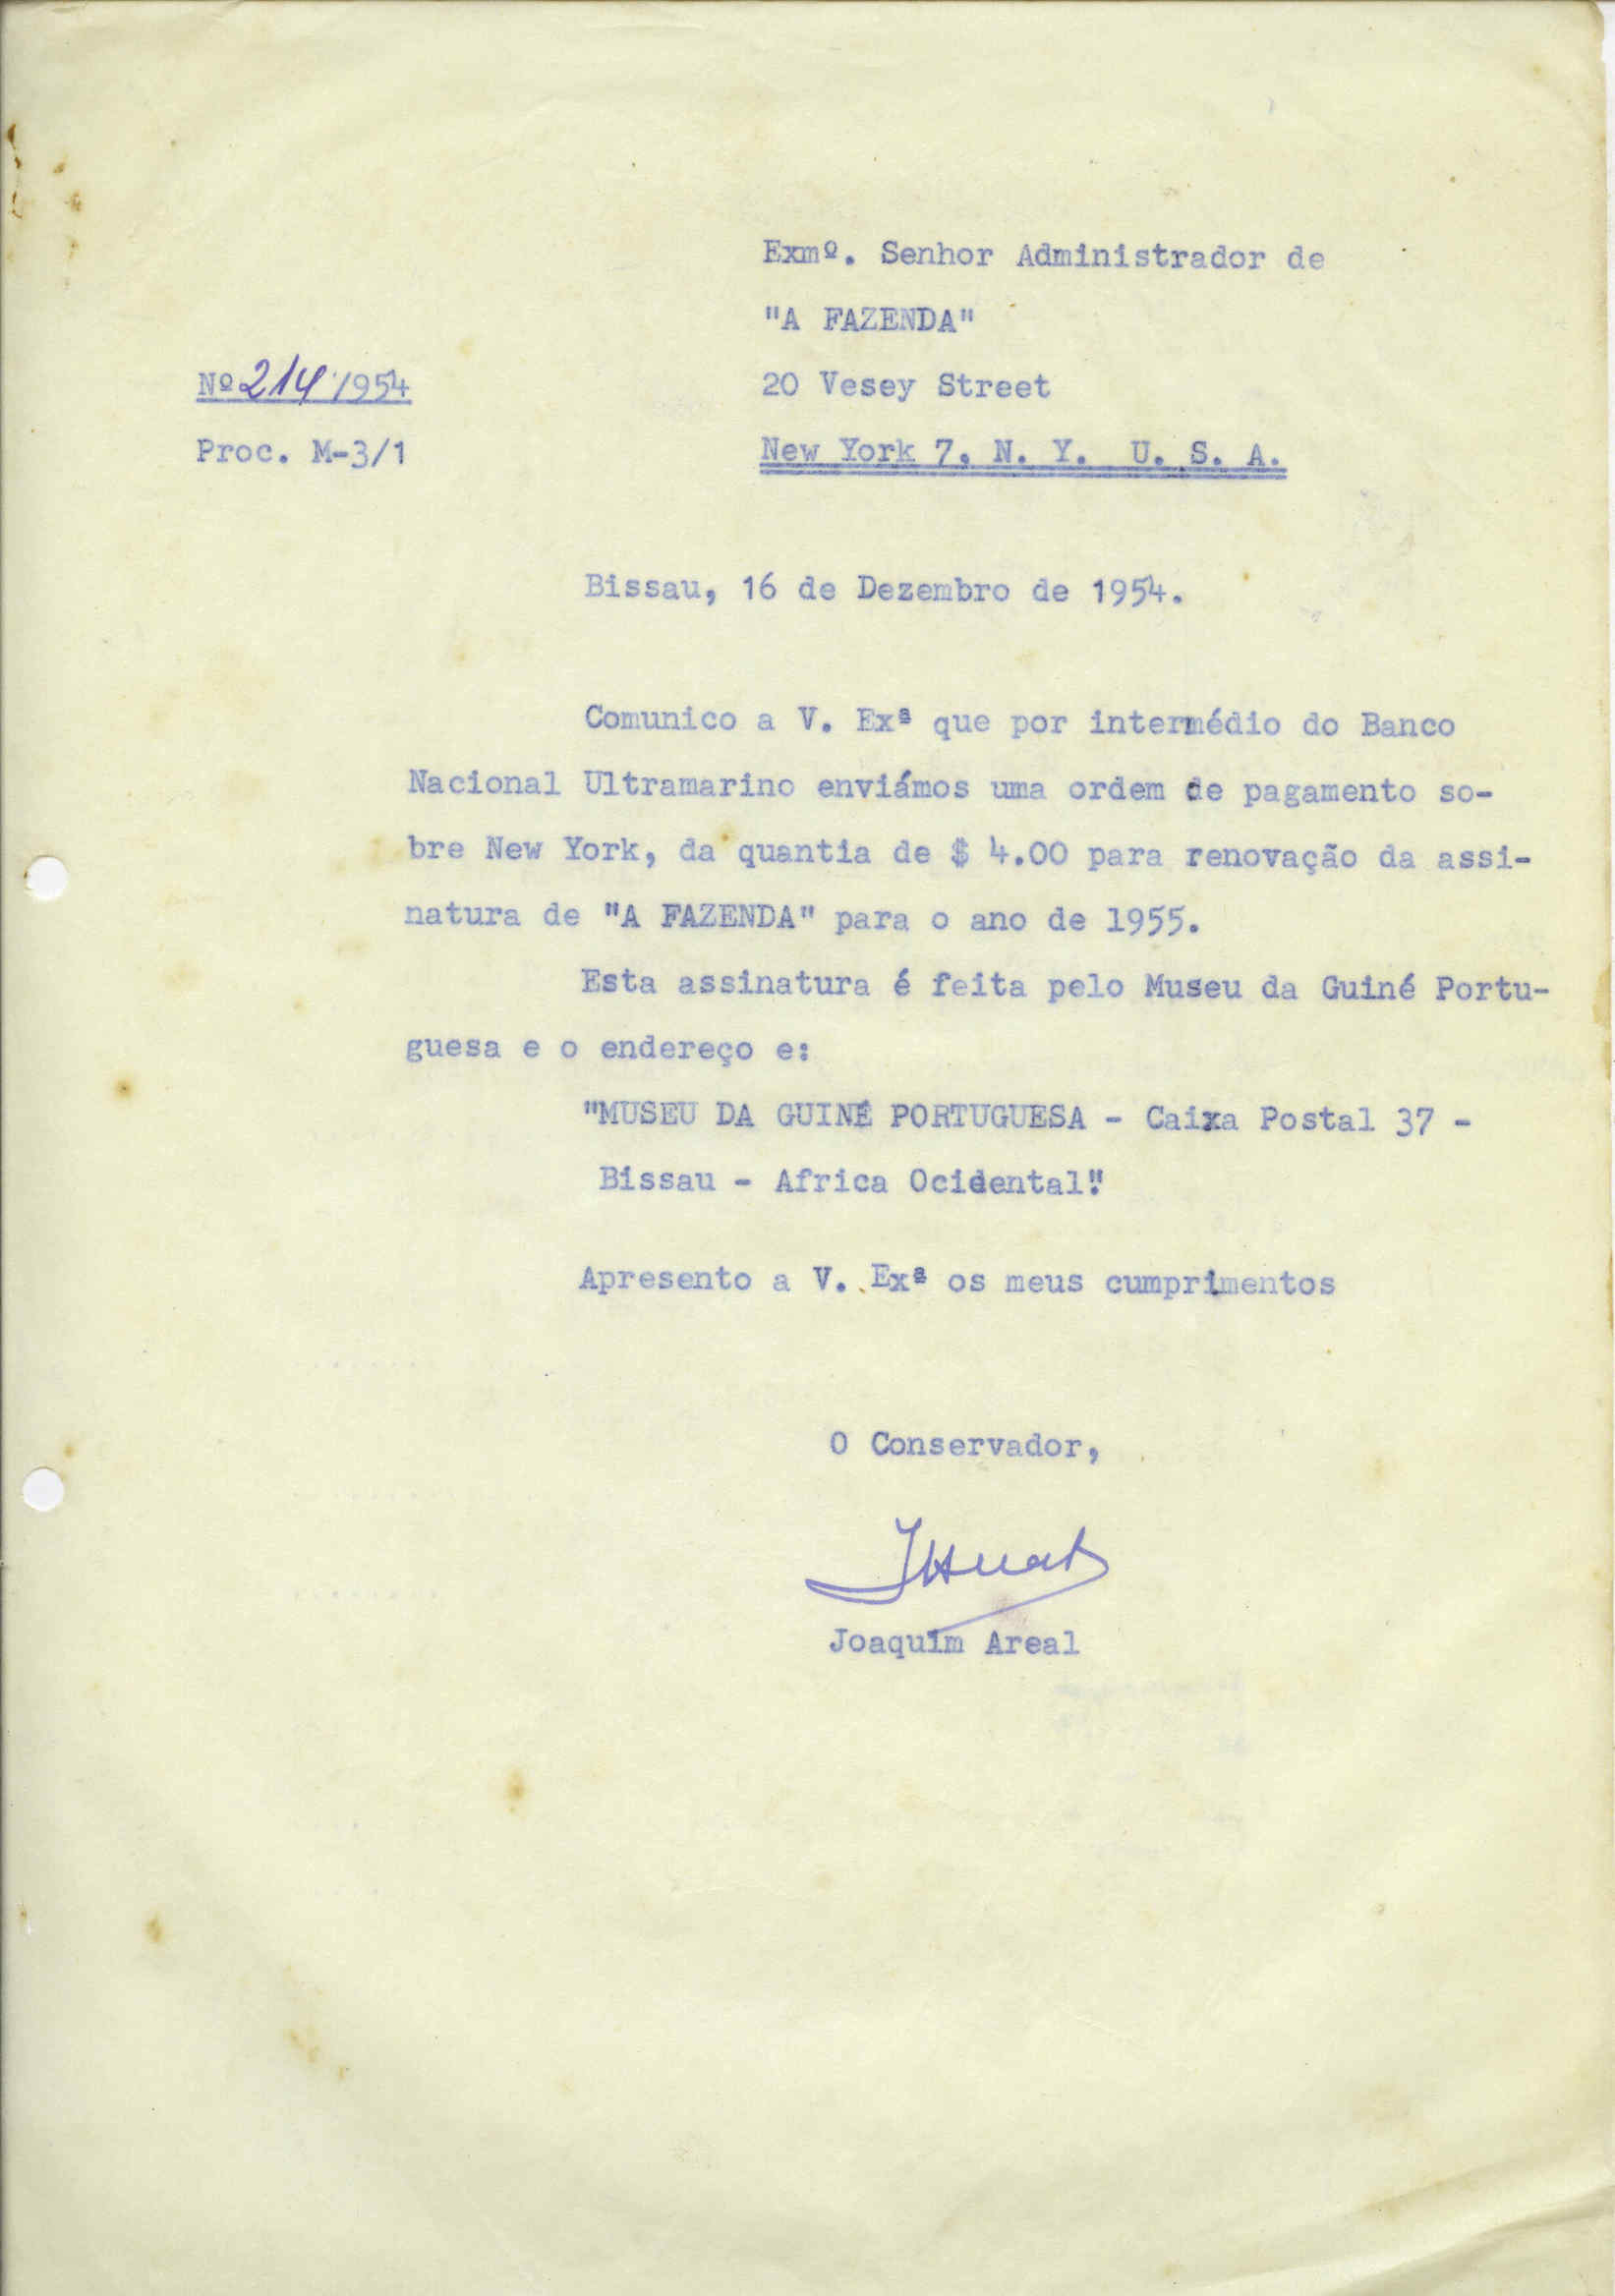 Exmº. Senhor Administrador de
"A FAZENDA"
20 Vesey Street
New York 7, N. Y. U. S. A.
Nº 214/1954
Proc. M-3/1
Bissau, 16 de Dezembro de 1954.
Comunico a V. Exª que por intermédio do Banco
Nacional Ultramarino enviámos uma ordem de pagamento so-
bre New York, da quantia de $ 4.00 para renovação da assi-
natura de "A FAZENDA" para o ano de 1955.
Esta assinatura é feita pelo Museu da Guiné Portu-
guesa e o endereço e:
"MUSEU DA GUINÉ PORTUGUESA - Caixa Postal 37 -
Bissau - Africa Ocidental".
Apresento a V. Exª os meus cumprimentos
O Conservador,
Joaquim Areal